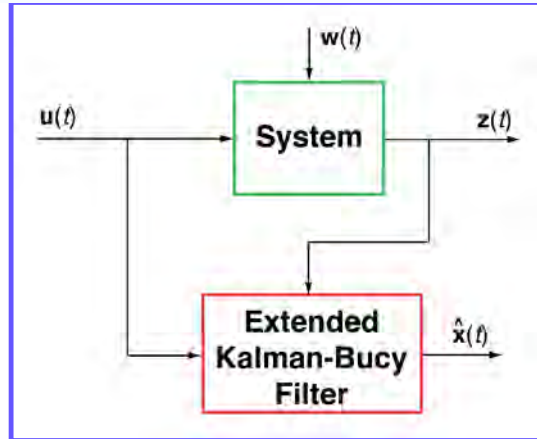 w(t)
u(t)
z(t)
System
Extended
Kalman-Bucy
Filter
x̂(t)